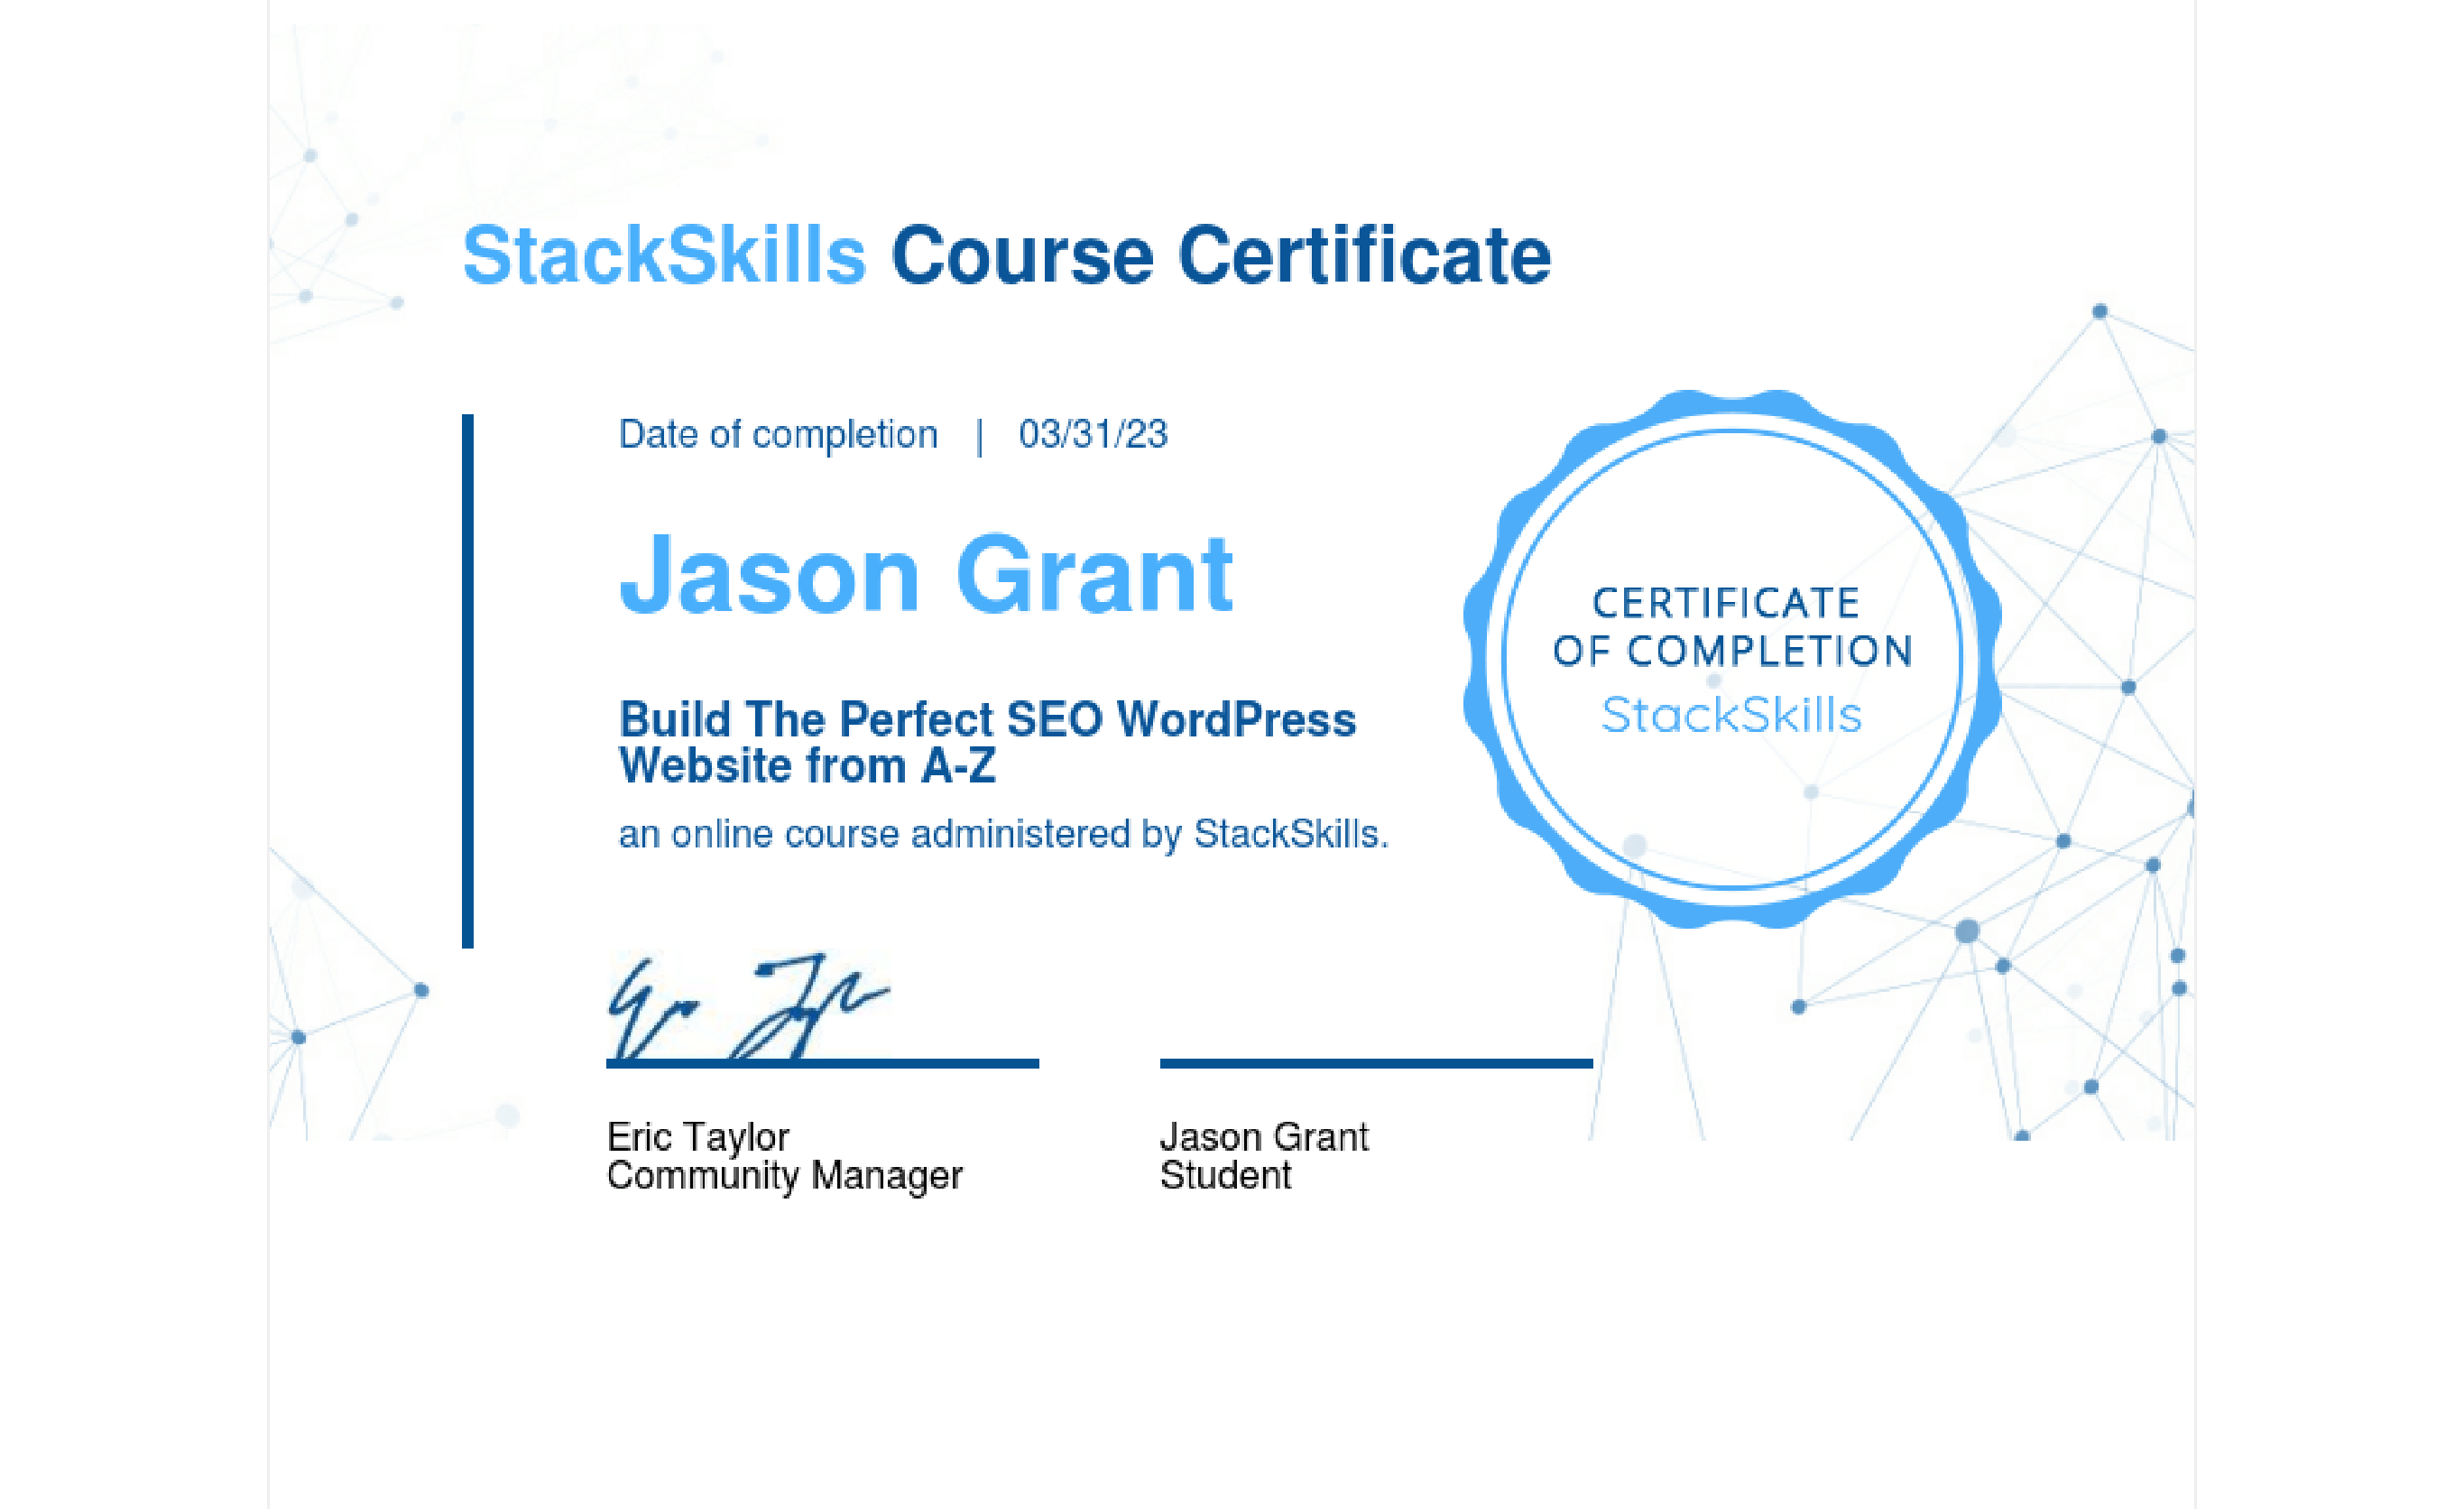 StackSkills Course Certificate
Date of completion | 03/31/23
Jason Grant
Build The Perfect SEO WordPress
Website from A-Z
an online course administered by StackSkills.
CERTIFICATE
OF COMPLETION
StackSkills
Eric Taylor
Community Manager
Jason Grant
Student